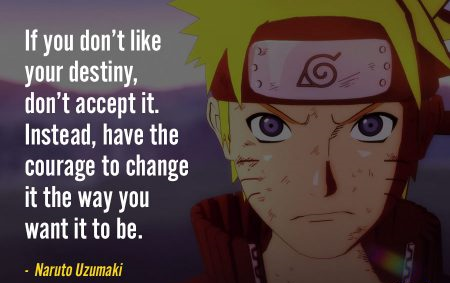 If you don’t like
your destiny,
don’t accept it.
Instead, have the
courage to change
it the way you
want it to be.
- Naruto Uzumaki